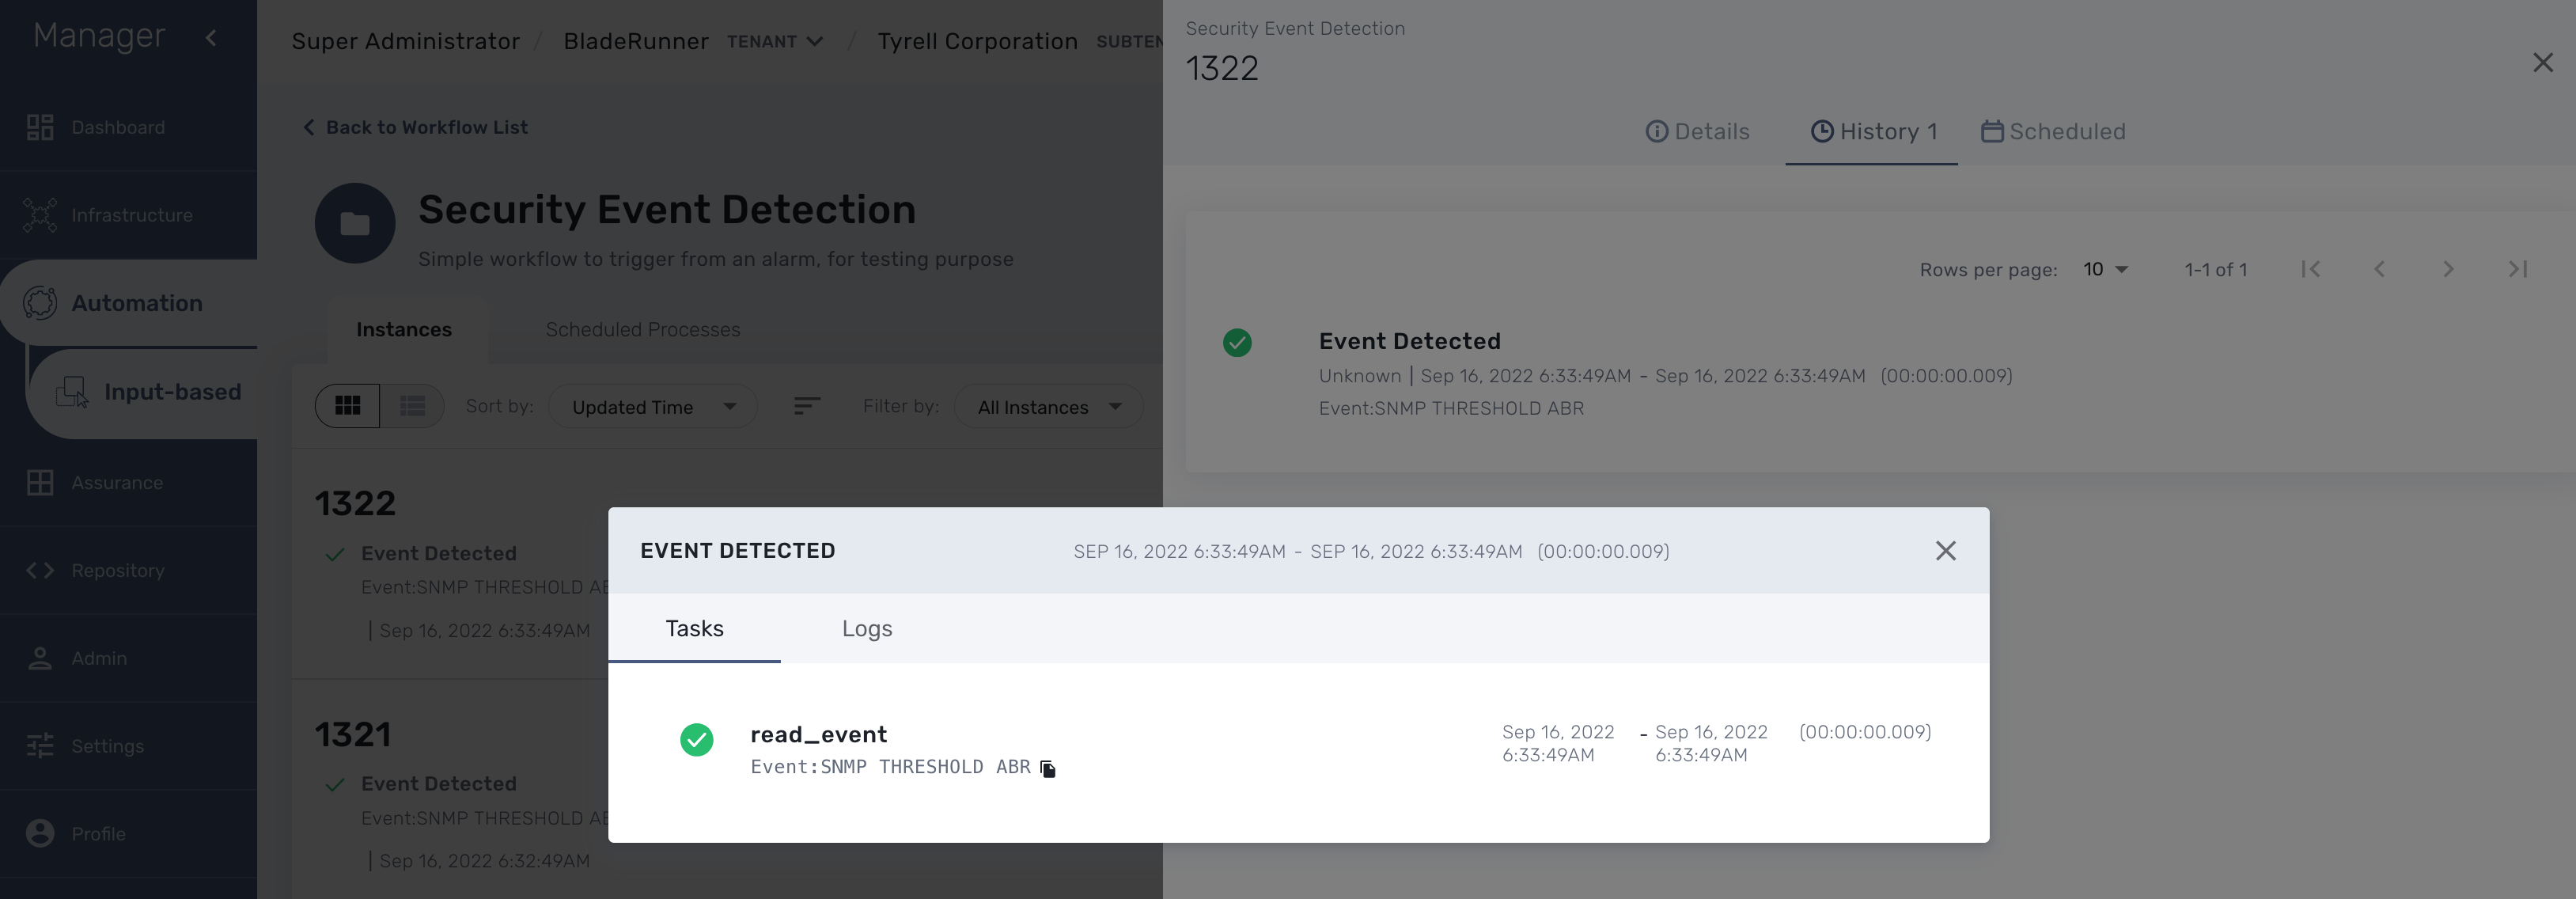 Manager
Dashboard
Infrastructure
Automation
Input-based
Assurance
Repository
Admin
Settings
Profile
Super Administrator / BladeRunner TENANT / Tyrell Corporation
Back to Workflow List
Security Event Detection
Simple workflow to trigger from an alarm, for testing purpose
Instances Scheduled Processes
Sort by: Updated Time Filter by: All Instances
1322
Event Detected
Event:SNMP THRESHOLD
| Sep 16, 2022 6:33:49AM
1321
Event Detected
Event:SNMP THRESHOLD
| Sep 16, 2022 6:32:49AM
Security Event Detection
1322
Details History 1 Scheduled
Rows per page: 10 1-1 of 1
Event Detected
Unknown | Sep 16, 2022 6:33:49AM - Sep 16, 2022 6:33:49AM (00:00:00.009)
Event:SNMP THRESHOLD ABR
EVENT DETECTED SEP 16, 2022 6:33:49AM - SEP 16, 2022 6:33:49AM (00:00:00.009)
Tasks Logs
read_event
Event:SNMP THRESHOLD ABR
Sep 16, 2022 - Sep 16, 2022 (00:00:00.009)
6:33:49AM 6:33:49AM